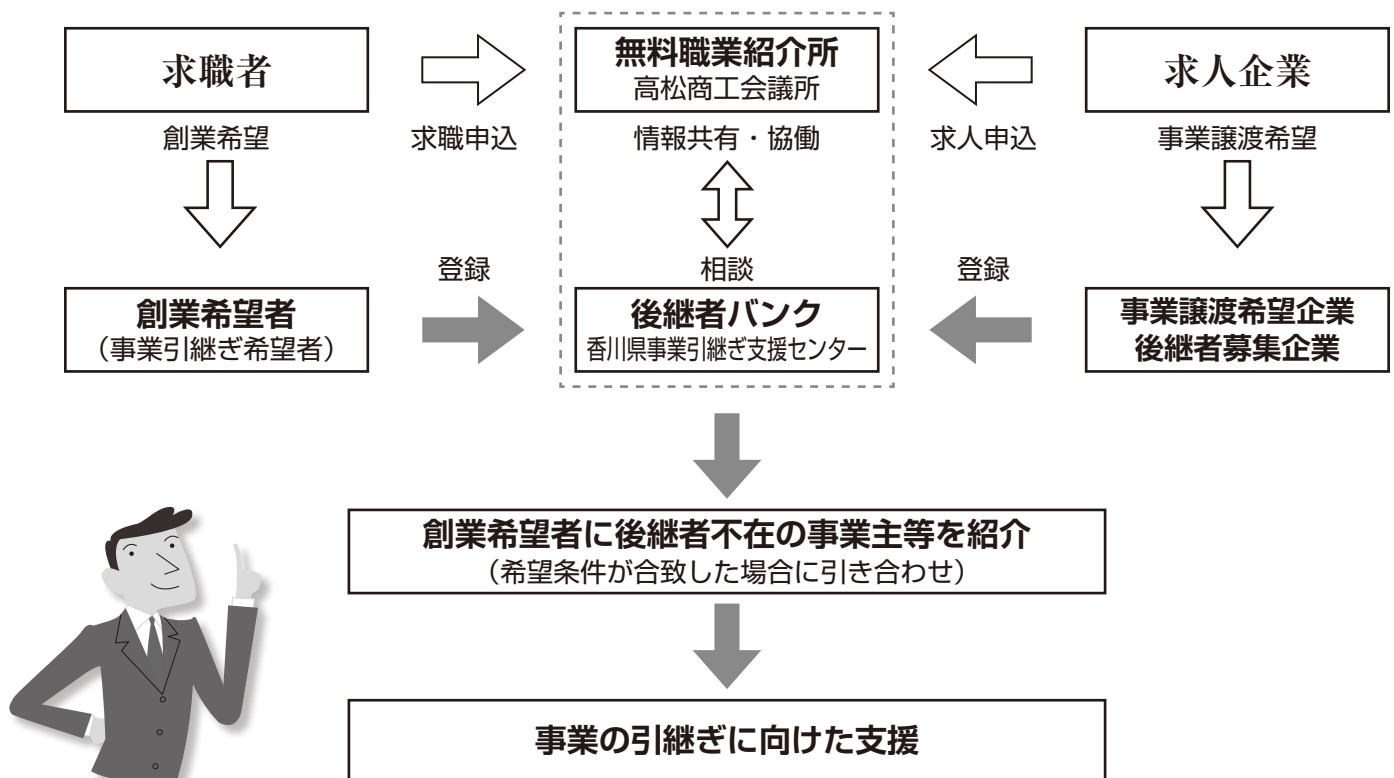 求職者
無料職業紹介所
高松商工会議所
求人企業
創業希望
求職申込
情報共有・協働
求人申込
事業譲渡希望
登録
相談
登録
創業希望者
（事業引継ぎ希望者）
後継者バンク
香川県事業引継ぎ支援センター
事業譲渡希望企業
後継者募集企業
創業希望者に後継者不在の事業主等を紹介
（希望条件が合致した場合に引き合わせ）
事業の引継ぎに向けた支援